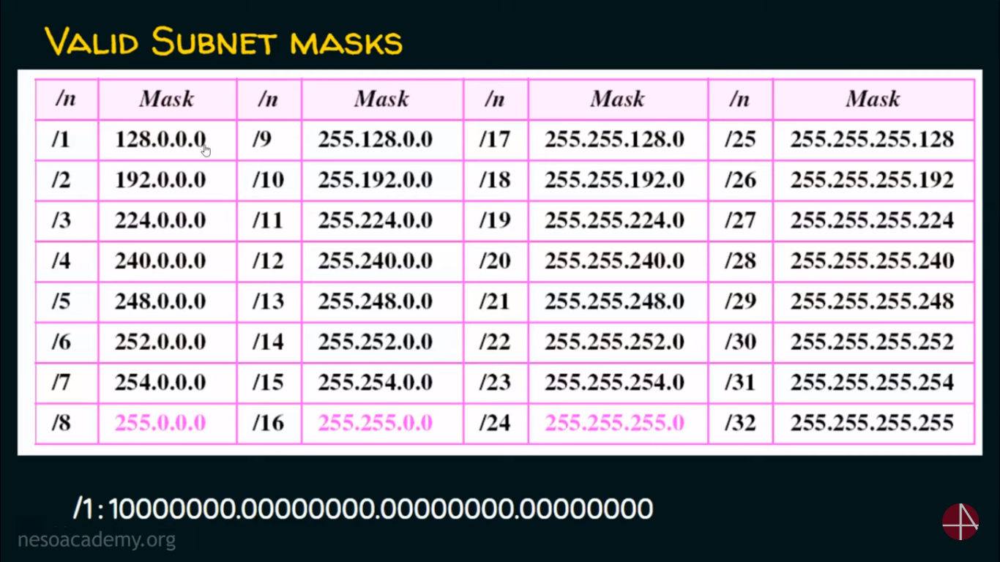 VALID SUBNET MASKS
/n Mask /n Mask /n Mask /n Mask
/1 128.0.0.0 /9 255.128.0.0 /17 255.255.128.0 /25 255.255.255.128
/2 192.0.0.0 /10 255.192.0.0 /18 255.255.192.0 /26 255.255.255.192
/3 224.0.0.0 /11 255.224.0.0 /19 255.255.224.0 /27 255.255.255.224
/4 240.0.0.0 /12 255.240.0.0 /20 255.255.240.0 /28 255.255.255.240
/5 248.0.0.0 /13 255.248.0.0 /21 255.255.248.0 /29 255.255.255.248
/6 252.0.0.0 /14 255.252.0.0 /22 255.255.252.0 /30 255.255.255.252
/7 254.0.0.0 /15 255.254.0.0 /23 255.255.254.0 /31 255.255.255.254
/8 255.0.0.0 /16 255.255.0.0 /24 255.255.255.0 /32 255.255.255.255
/1 : 10000000.00000000.00000000.00000000
nesoacademy.org